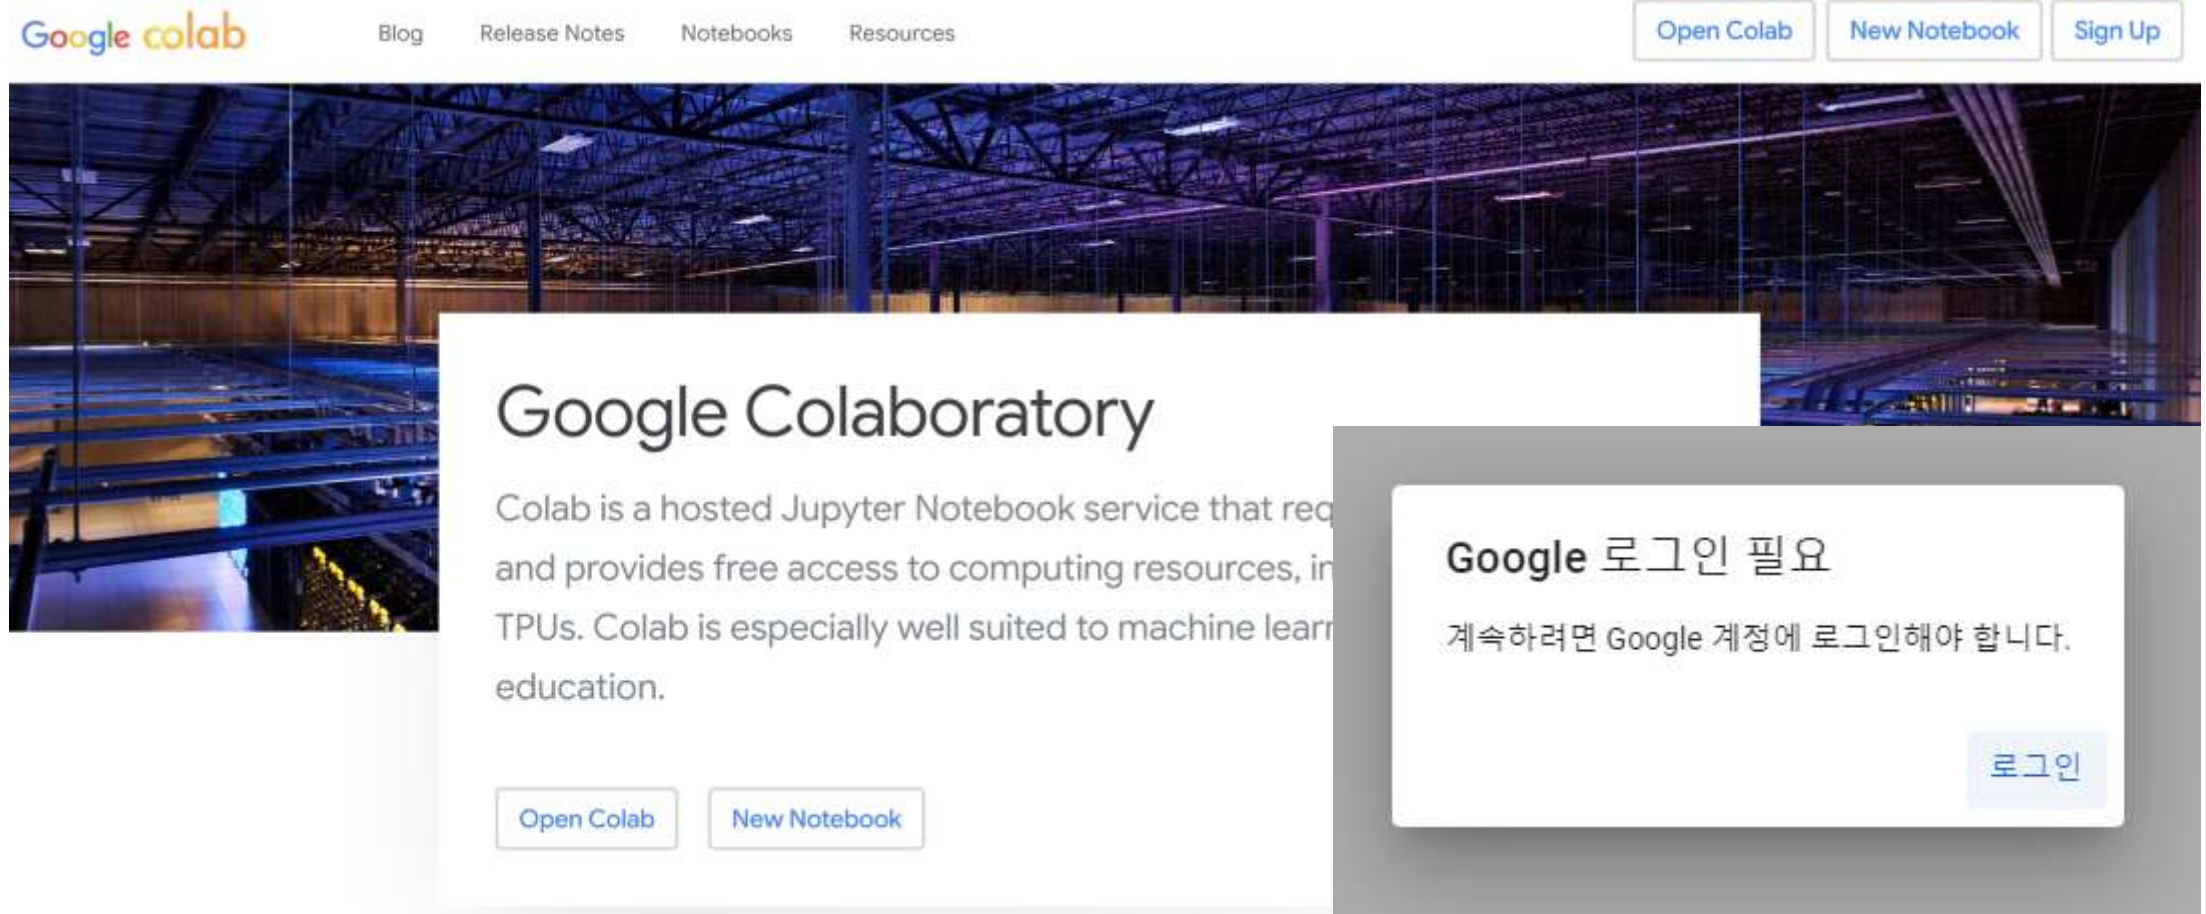 Google colab
Blog
Release Notes
Notebooks
Resources
Open Colab
New Notebook
Sign Up
Google Colaboratory
Colab is a hosted Jupyter Notebook service that
and provides free access to computing resources,
TPUs. Colab is especially well suited to machine
education.
Open Colab
New Notebook
Google 로그인 필요
계속하려면 Google 계정에 로그인해야 합니다.
로그인